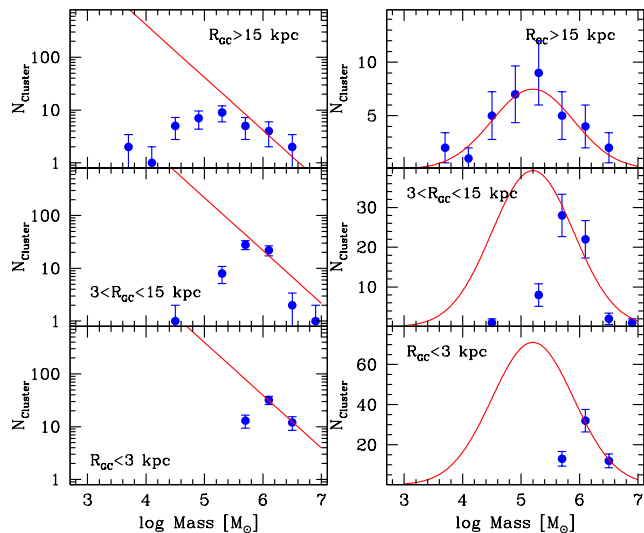 R_GC>15 kpc
N_Cluster
100
10
1
3<R_GC<15 kpc
N_Cluster
100
10
1
R_GC<3 kpc
N_Cluster
100
10
1
3 4 5 6 7
log Mass [M_⊙]
R_GC>15 kpc
N_Cluster
10
5
3<R_GC<15 kpc
N_Cluster
30
20
10
R_GC<3 kpc
N_Cluster
60
40
20
3 4 5 6 7
log Mass [M_⊙]